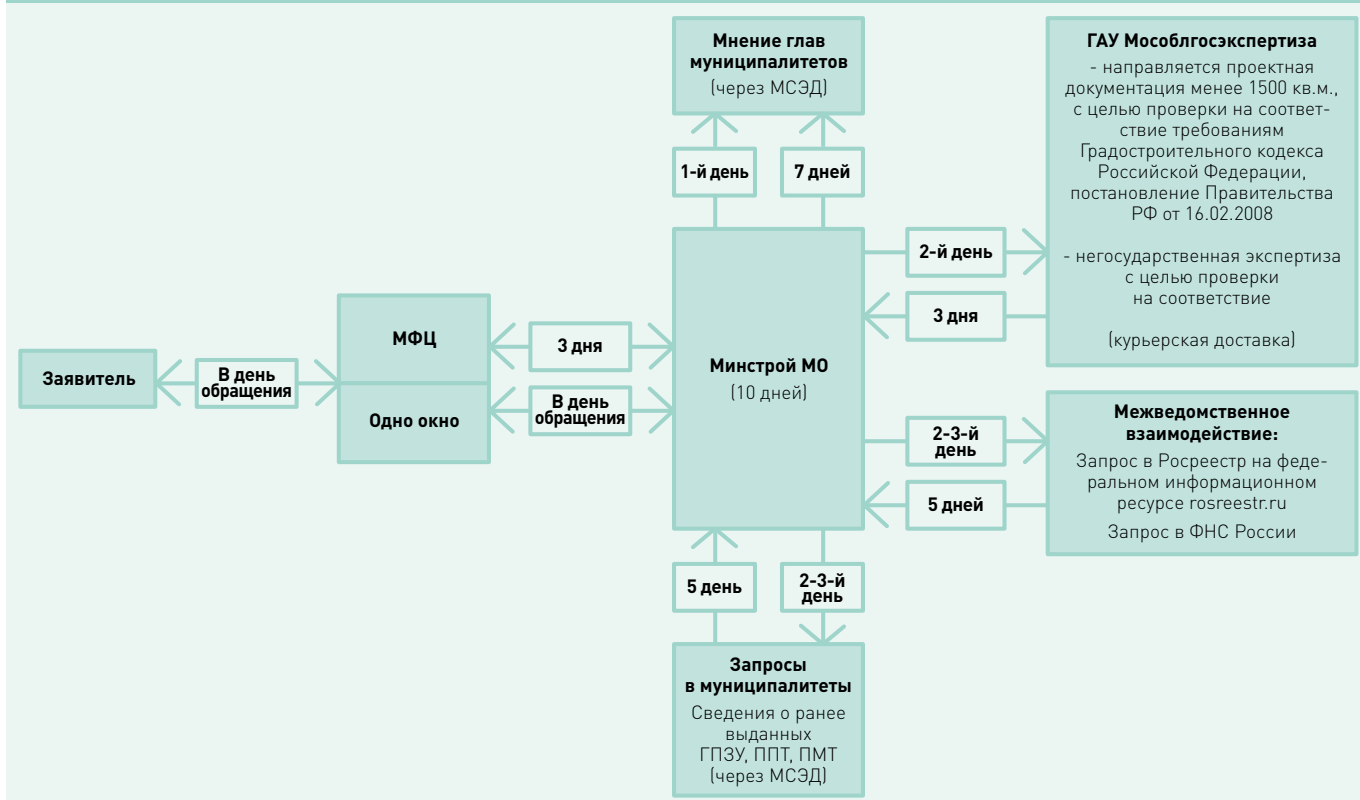 Мнение глав
муниципалитетов
(через МСЭД)
1-й день
7 дней
ГАУ Мособлгосэкспертиза
- направляется проектная
документация менее 1500 кв.м.,
с целью проверки на соответ-
ствие требованиям
Градостроительного кодекса
Российской Федерации,
постановление Правительства
РФ от 16.02.2008
- негосударственная экспертиза
с целью проверки
на соответствие
(курьерская доставка)
2-й день
3 дня
Заявитель
В день
обращения
МФЦ
Одно окно
3 дня
В день
обращения
Минстрой МО
(10 дней)
2-3-й
день
5 дней
Межведомственное
взаимодействие:
Запрос в Росреестр на феде-
ральном информационном
ресурсе rosreestr.ru
Запрос в ФНС России
5 день
2-3-й
день
Запросы
в муниципалитеты
Сведения о ранее
выданных
ГПЗУ, ППТ, ПМТ
(через МСЭД)